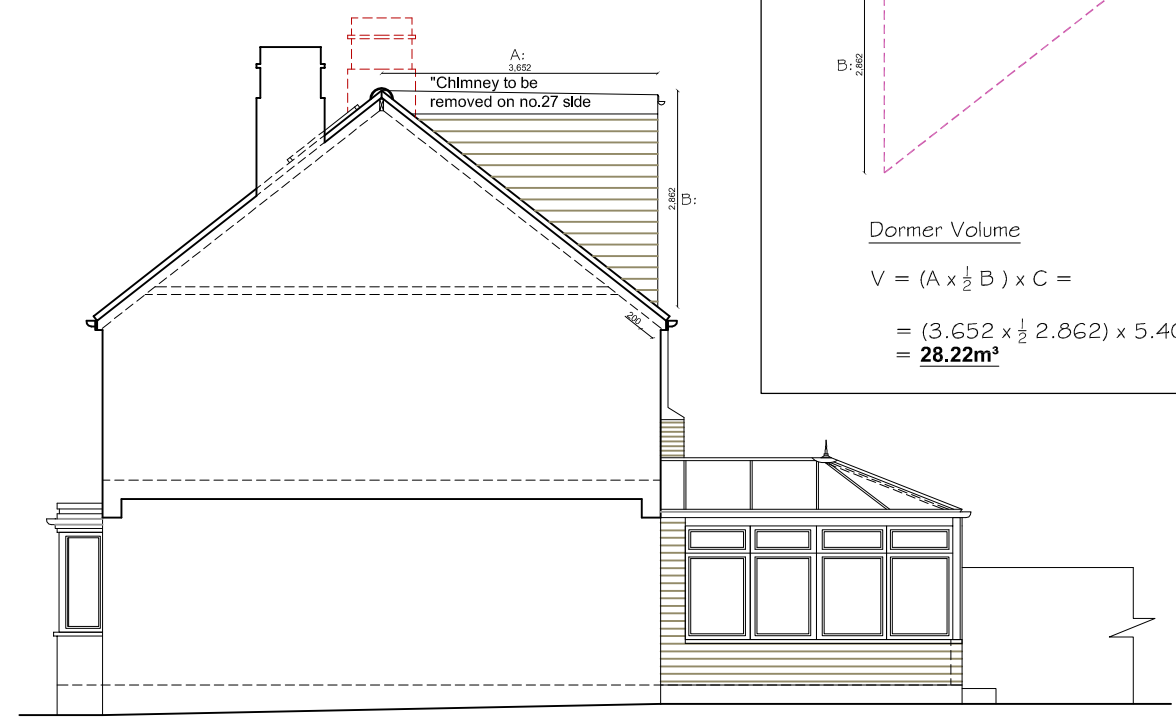 A:
3,652
"Chimney to be
removed on no.27 side
2,862
B:
200
B:
2,862
Dormer Volume
V = (A x ½ B ) x C =
= (3.652 x ½ 2.862) x 5.40
= 28.22m³